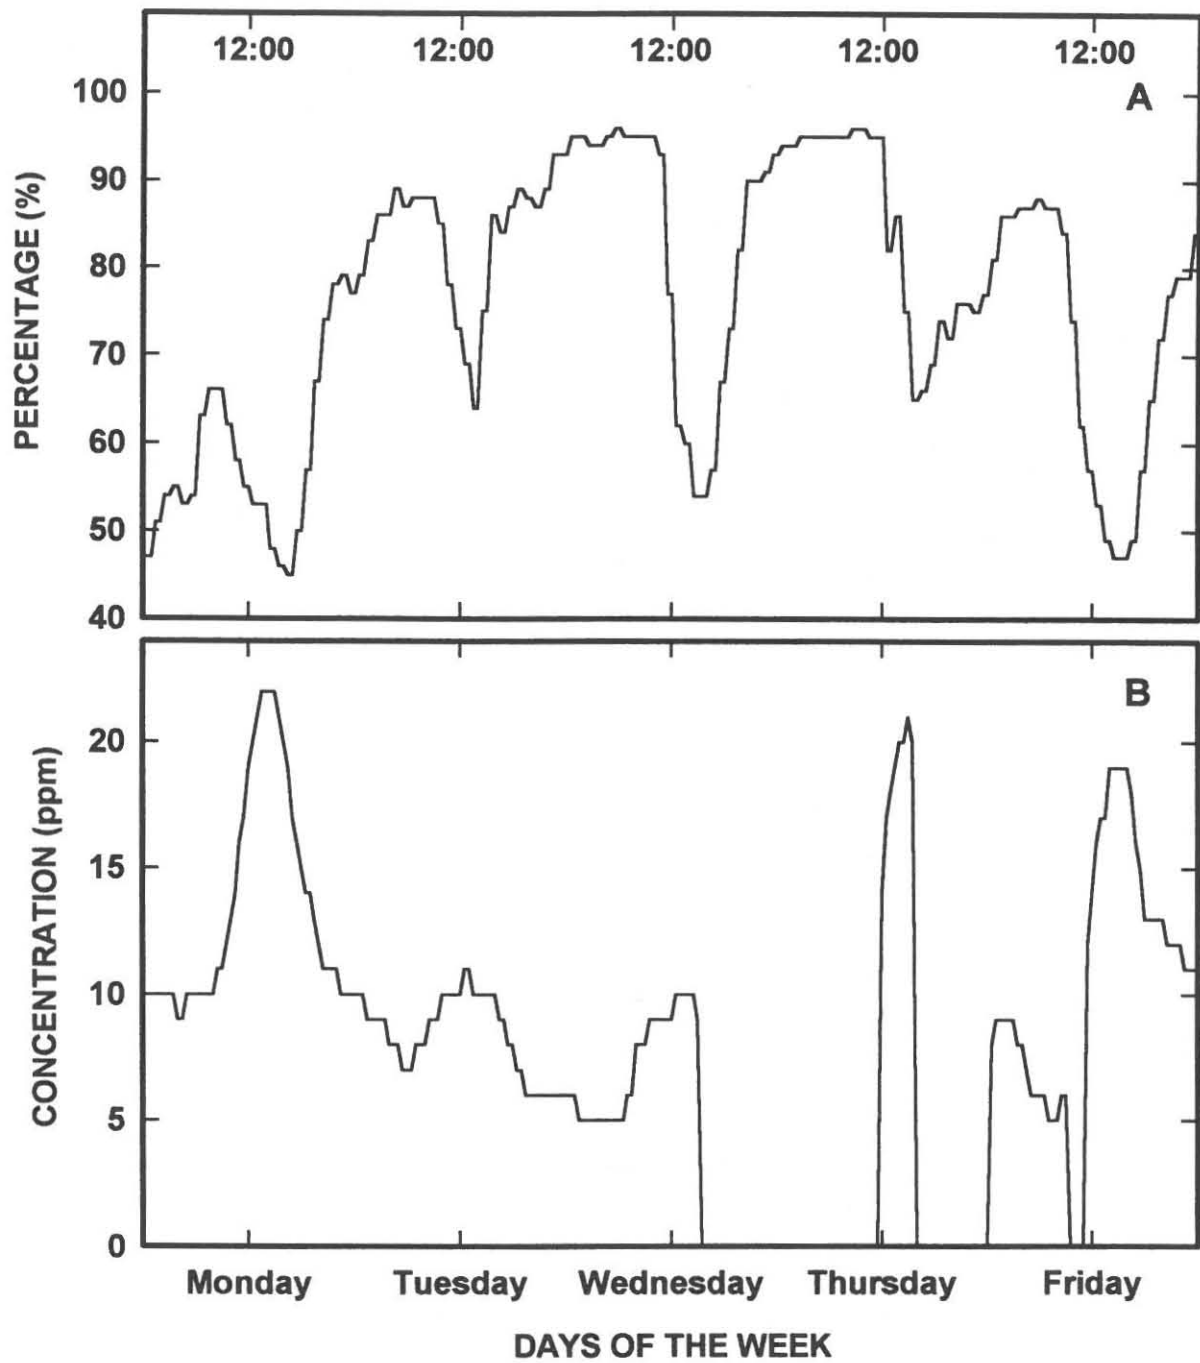 12:00 12:00 12:00 12:00 12:00
A
100
90
80
70
60
50
40
PERCENTAGE (%)
B
20
15
10
5
0
CONCENTRATION (ppm)
Monday Tuesday Wednesday Thursday Friday
DAYS OF THE WEEK